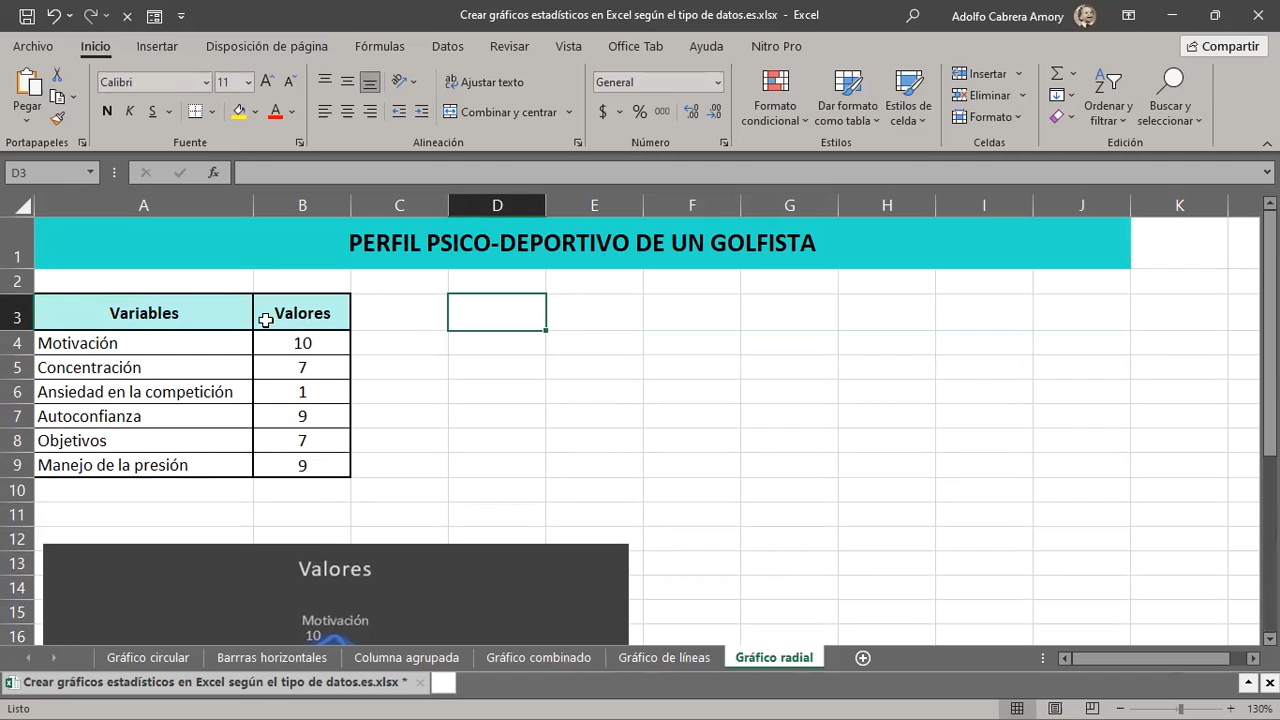 Crear gráficos estadísticos en Excel según el tipo de datos.es.xlsx - Excel
Adolfo Cabrera Amory
Archivo Inicio Insertar Disposición de página Fórmulas Datos Revisar Vista Office Tab Ayuda Nitro Pro Compartir
Pegar
Portapapeles
Calibri 11
N K S
Fuente
Ajustar texto
Combinar y centrar
Alineación
General
$ % 000
Número
Formato condicional
Dar formato como tabla
Estilos de celda
Estilos
Insertar
Eliminar
Formato
Celdas
Ordenar y filtrar
Buscar y seleccionar
Edición
D3 fx
A B C D E F G H I J K
1 PERFIL PSICO-DEPORTIVO DE UN GOLFISTA
2
3 Variables Valores
4 Motivación 10
5 Concentración 7
6 Ansiedad en la competición 1
7 Autoconfianza 9
8 Objetivos 7
9 Manejo de la presión 9
10
11
12
13 Valores
14
15 Motivación
16 10
Gráfico circular Barrras horizontales Columna agrupada Gráfico combinado Gráfico de líneas Gráfico radial
Crear gráficos estadísticos en Excel según el tipo de datos.es.xlsx *
Listo 130%